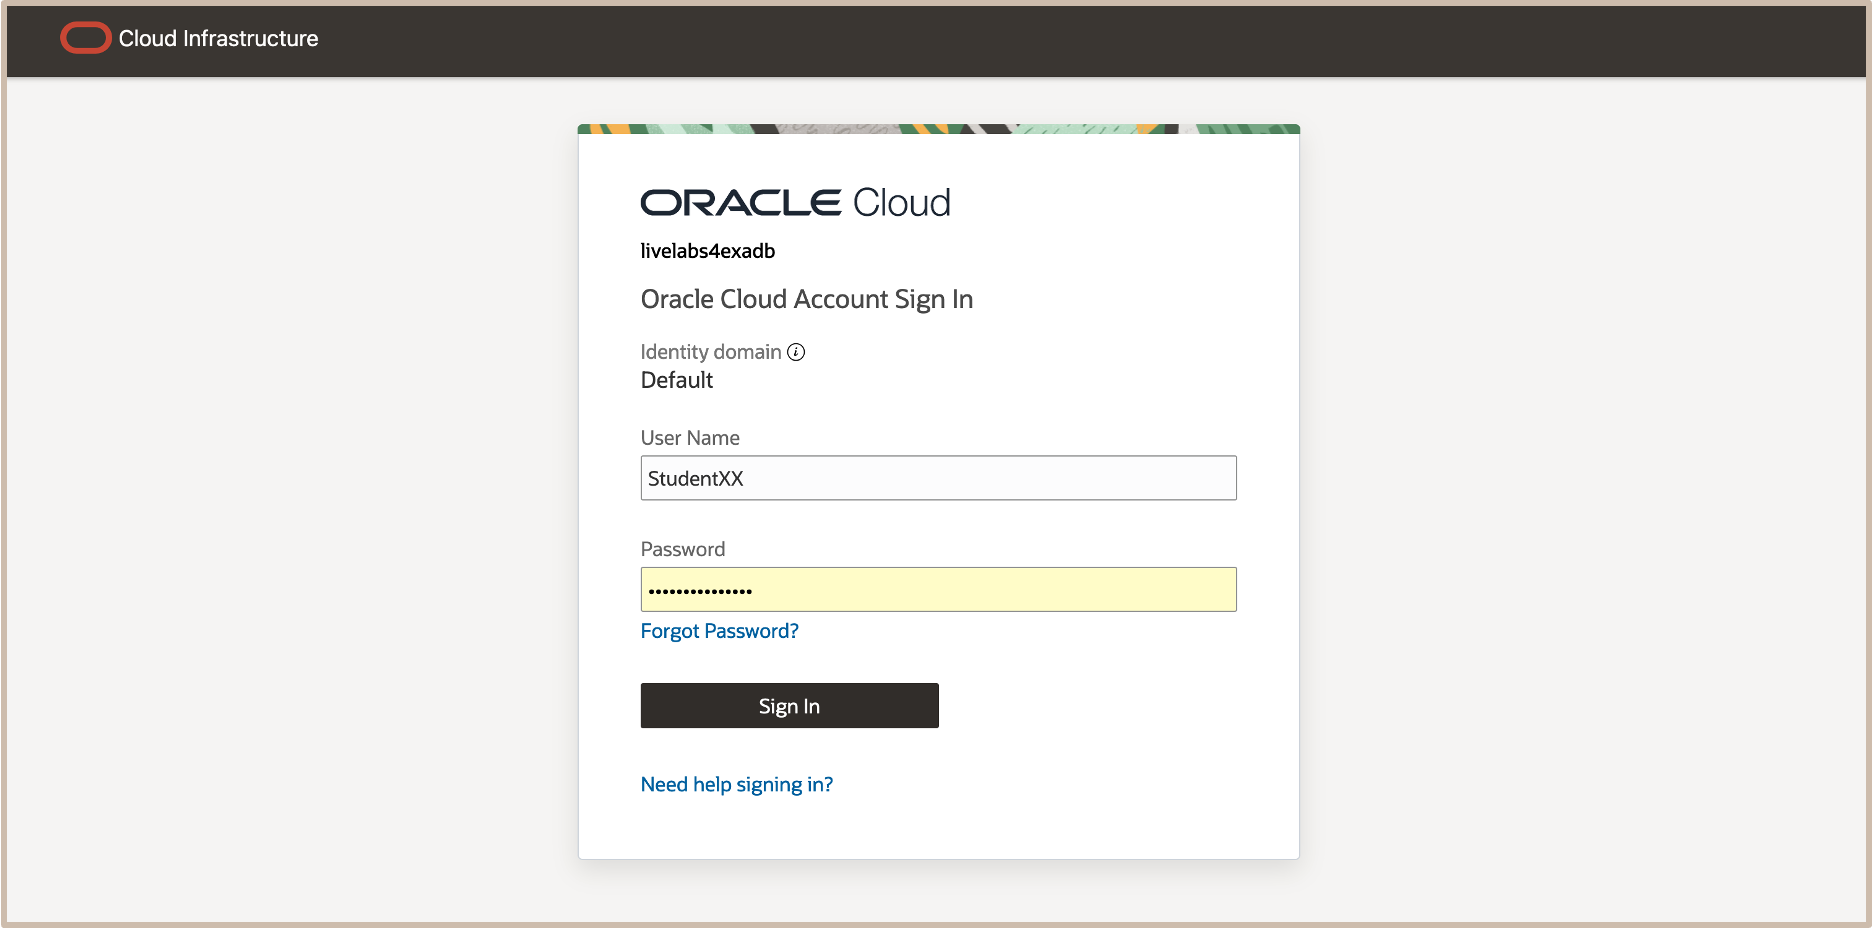 Cloud Infrastructure
ORACLE Cloud
livelabs4exadb
Oracle Cloud Account Sign In
Identity domain
Default
User Name
StudentXX
Password
•••••••••••••••
Forgot Password?
Sign In
Need help signing in?